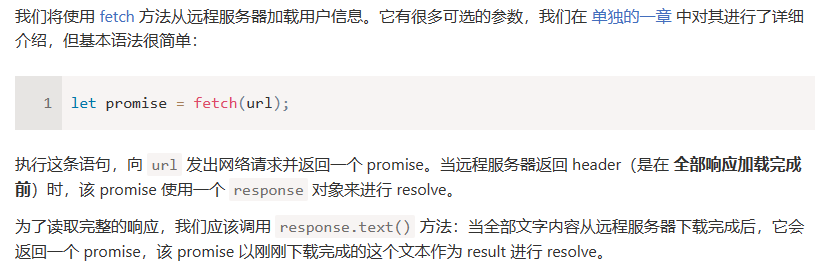 我们将使用 fetch 方法从远程服务器加载用户信息。它有很多可选的参数，我们在 单独的一章 中对其进行了详细
介绍，但基本语法很简单：
1 let promise = fetch(url);
执行这条语句，向 url 发出网络请求并返回一个 promise。当远程服务器返回 header（是在 全部响应加载完成
前）时，该 promise 使用一个 response 对象来进行 resolve。
为了读取完整的响应，我们应该调用 response.text() 方法：当全部文字内容从远程服务器下载完成后，它会
返回一个 promise，该 promise 以刚刚下载完成的这个文本作为 result 进行 resolve。